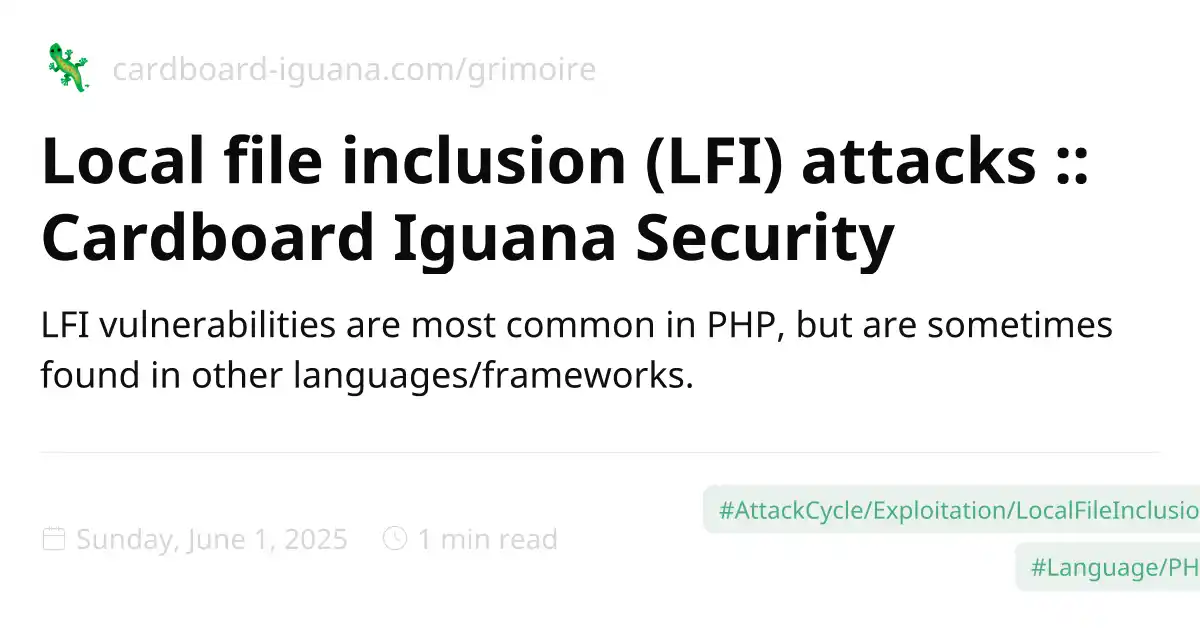 cardboard-iguana.com/grimoire
Local file inclusion (LFI) attacks ::
Cardboard Iguana Security
LFI vulnerabilities are most common in PHP, but are sometimes
found in other languages/frameworks.
Sunday, June 1, 2025 1 min read
#AttackCycle/Exploitation/LocalFileInclusio
#Language/PH